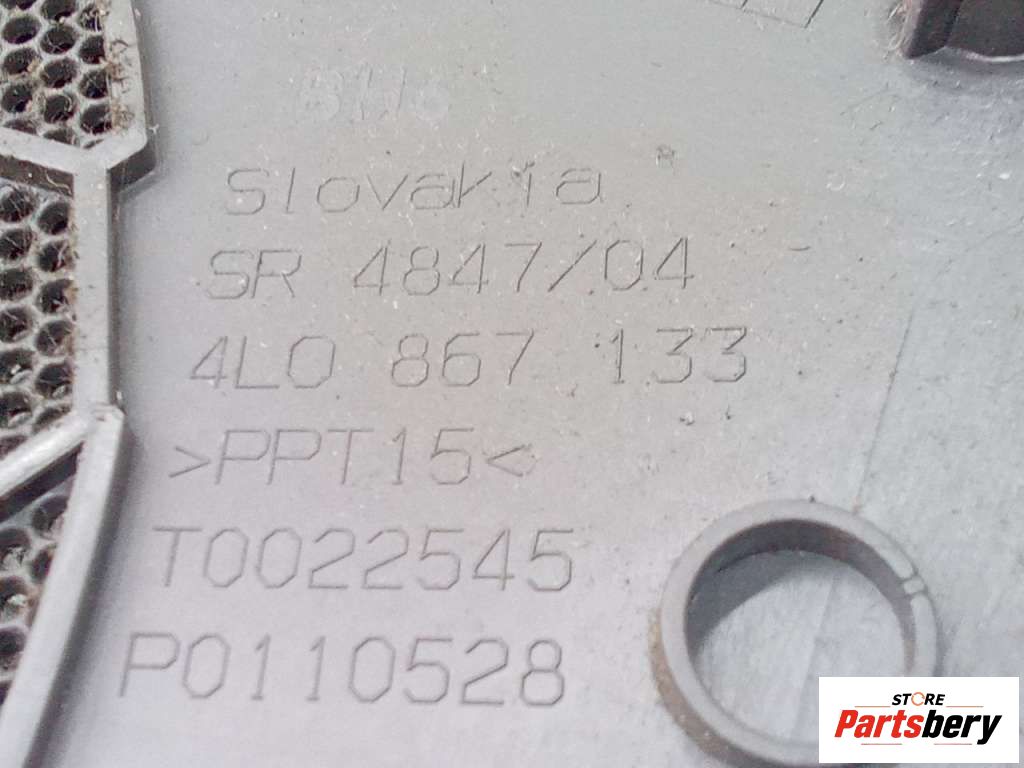 Slovakia
SR 4847/04
4L0 867 133
>PPT15<
T0022545
P0110528
STORE
Partsbery